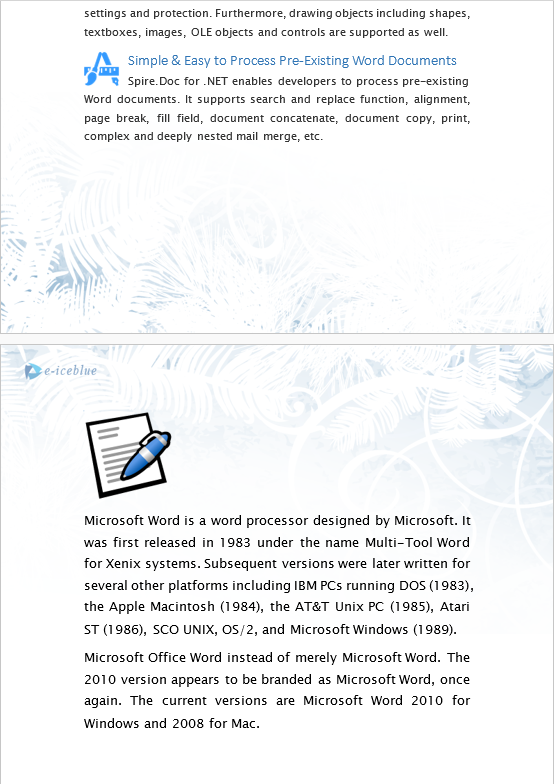 settings and protection. Furthermore, drawing objects including shapes,
textboxes, images, OLE objects and controls are supported as well.
Simple & Easy to Process Pre-Existing Word Documents
Spire.Doc for .NET enables developers to process pre-existing
Word documents. It supports search and replace function, alignment,
page break, fill field, document concatenate, document copy, print,
complex and deeply nested mail merge, etc.
e-iceblue
Microsoft Word is a word processor designed by Microsoft. It
was first released in 1983 under the name Multi-Tool Word
for Xenix systems. Subsequent versions were later written for
several other platforms including IBM PCs running DOS (1983),
the Apple Macintosh (1984), the AT&T Unix PC (1985), Atari
ST (1986), SCO UNIX, OS/2, and Microsoft Windows (1989).
Microsoft Office Word instead of merely Microsoft Word. The
2010 version appears to be branded as Microsoft Word, once
again. The current versions are Microsoft Word 2010 for
Windows and 2008 for Mac.